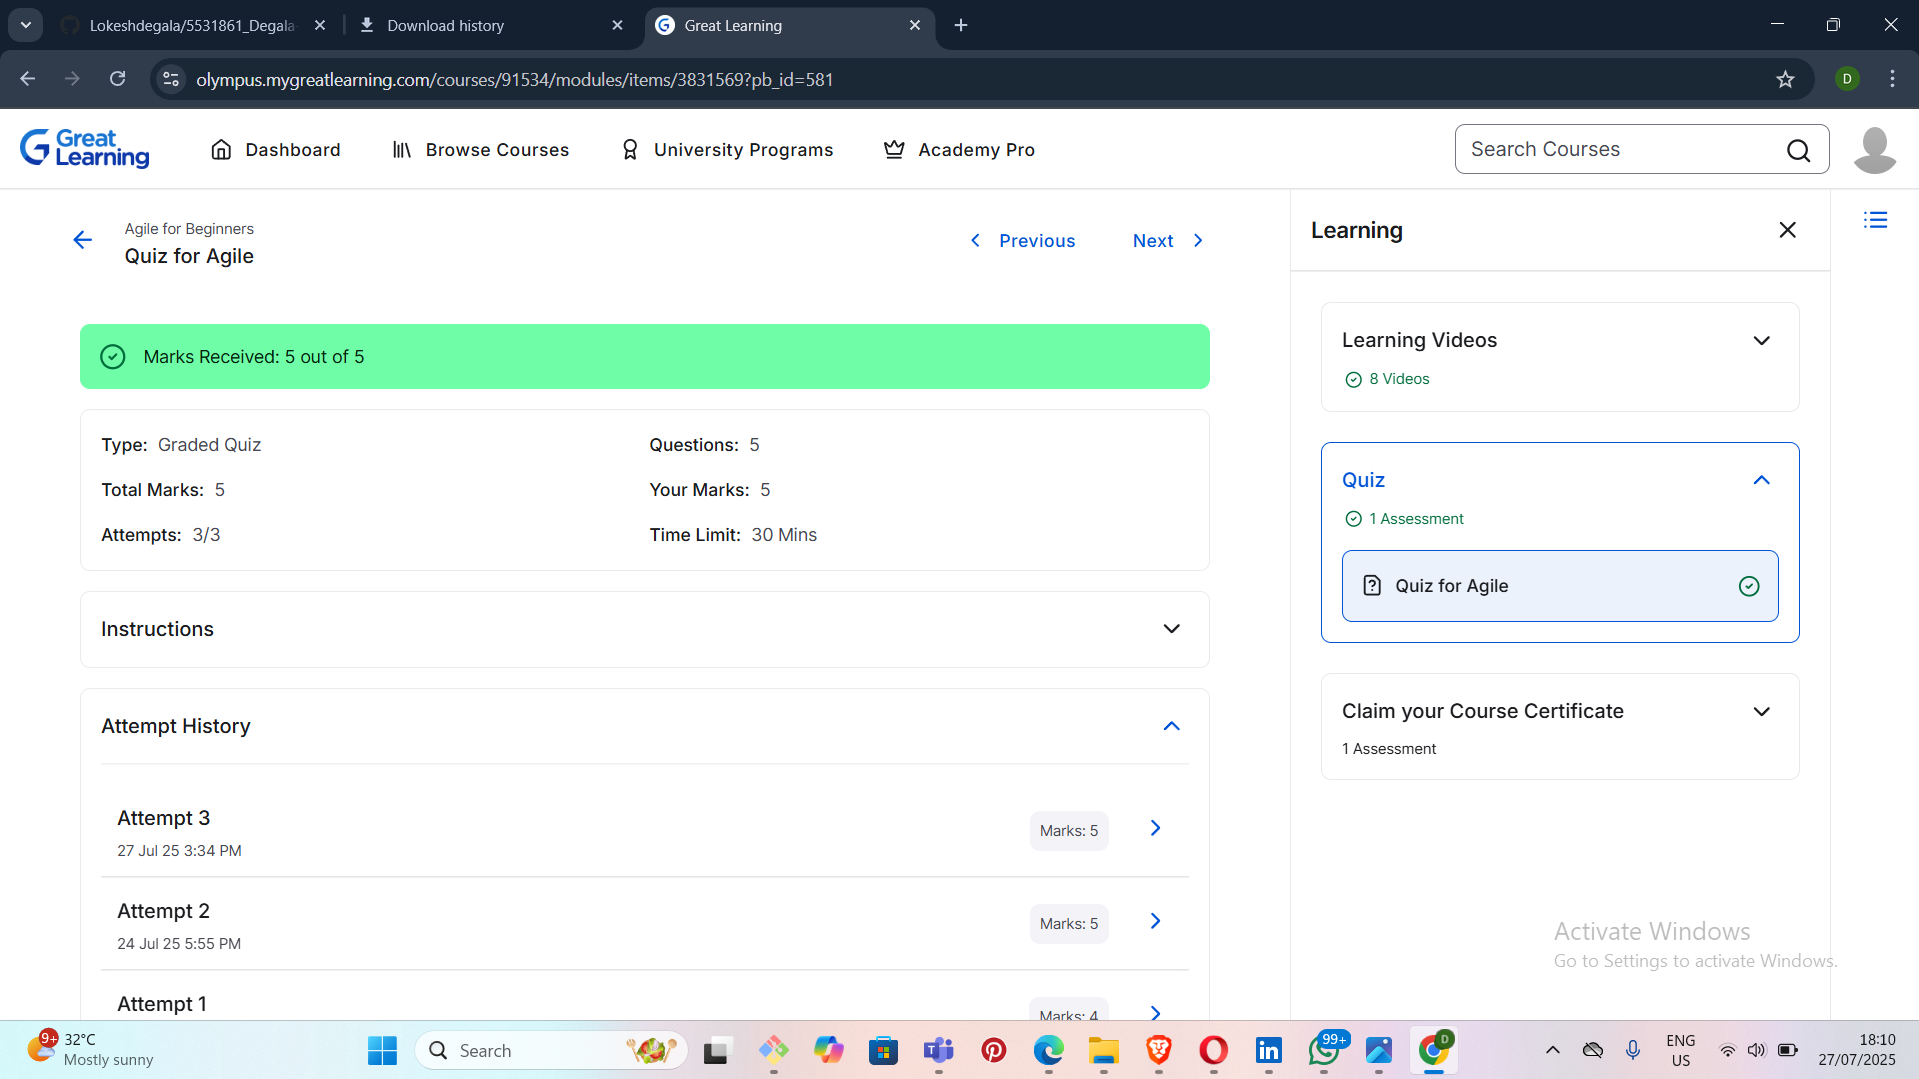 Lokeshdegala/5531861_Degala-
Download history
Great Learning
olympus.mygreatlearning.com/courses/91534/modules/items/3831569?pb_id=581
D
Great Learning
Dashboard
Browse Courses
University Programs
Academy Pro
Search Courses
Agile for Beginners
Quiz for Agile
Previous
Next
Marks Received: 5 out of 5
Type: Graded Quiz
Questions: 5
Total Marks: 5
Your Marks: 5
Attempts: 3/3
Time Limit: 30 Mins
Instructions
Attempt History
Attempt 3
27 Jul 25 3:34 PM
Marks: 5
Attempt 2
24 Jul 25 5:55 PM
Marks: 5
Attempt 1
Marks: 4
Learning
Learning Videos
8 Videos
Quiz
1 Assessment
Quiz for Agile
Claim your Course Certificate
1 Assessment
Activate Windows
Go to Settings to activate Windows.
9+
32°C
Mostly sunny
Search
99+
D
ENG
US
18:10
27/07/2025